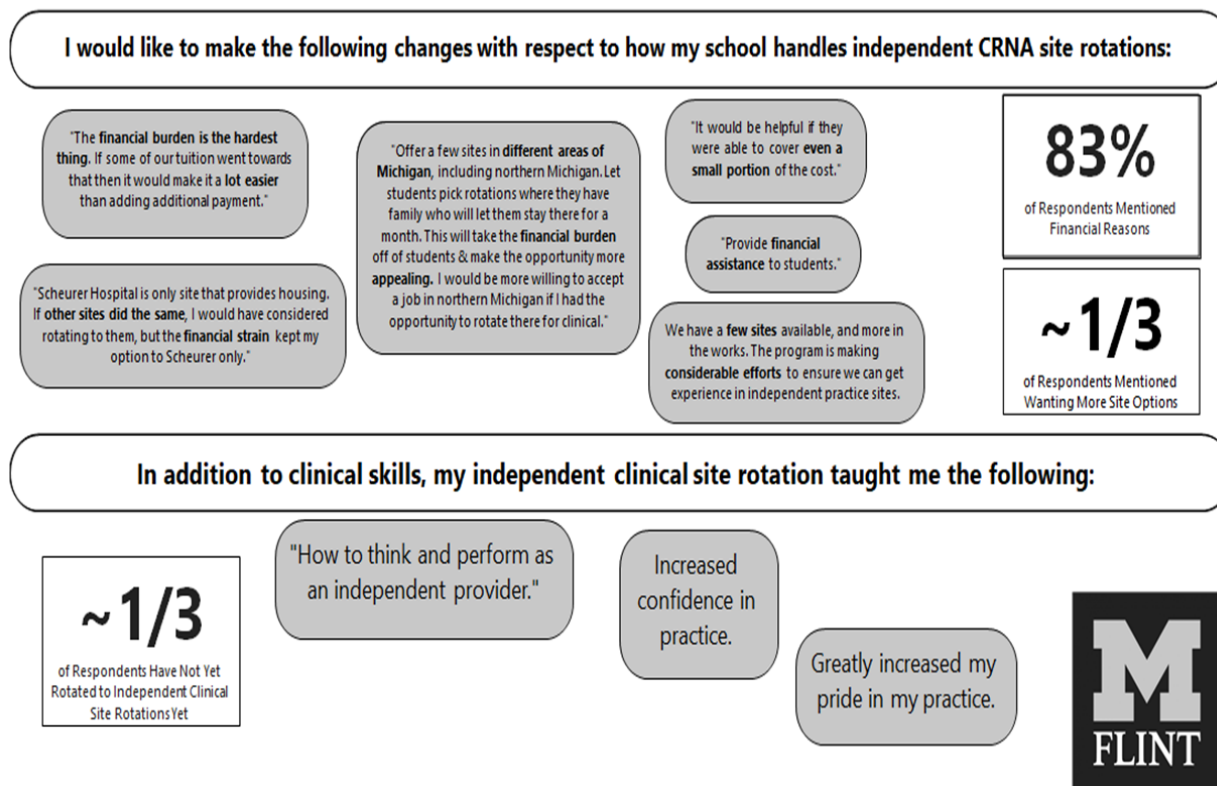 I would like to make the following changes with respect to how my school handles independent CRNA site rotations:
"The financial burden is the hardest
thing. If some of our tuition went towards
that then it would make it a lot easier
than adding additional payment."
"Scheurer Hospital is only site that provides housing.
If other sites did the same, I would have considered
rotating to them, but the financial strain kept my
option to Scheurer only."
"Offer a few sites in different areas of
Michigan, including northern Michigan. Let
students pick rotations where they have
family who will let them stay there for a
month. This will take the financial burden
off of students & make the opportunity more
appealing. I would be more willing to accept
a job in northern Michigan if I had the
opportunity to rotate there for clinical."
"It would be helpful if they
were able to cover even a
small portion of the cost."
"Provide financial
assistance to students."
We have a few sites available, and more in
the works. The program is making
considerable efforts to ensure we can get
experience in independent practice sites.
83%
of Respondents Mentioned
Financial Reasons
~1/3
of Respondents Mentioned
Wanting More Site Options
In addition to clinical skills, my independent clinical site rotation taught me the following:
~1/3
of Respondents Have Not Yet
Rotated to Independent Clinical
Site Rotations Yet
"How to think and perform as
an independent provider."
Increased
confidence in
practice.
Greatly increased my
pride in my practice.
M
FLINT